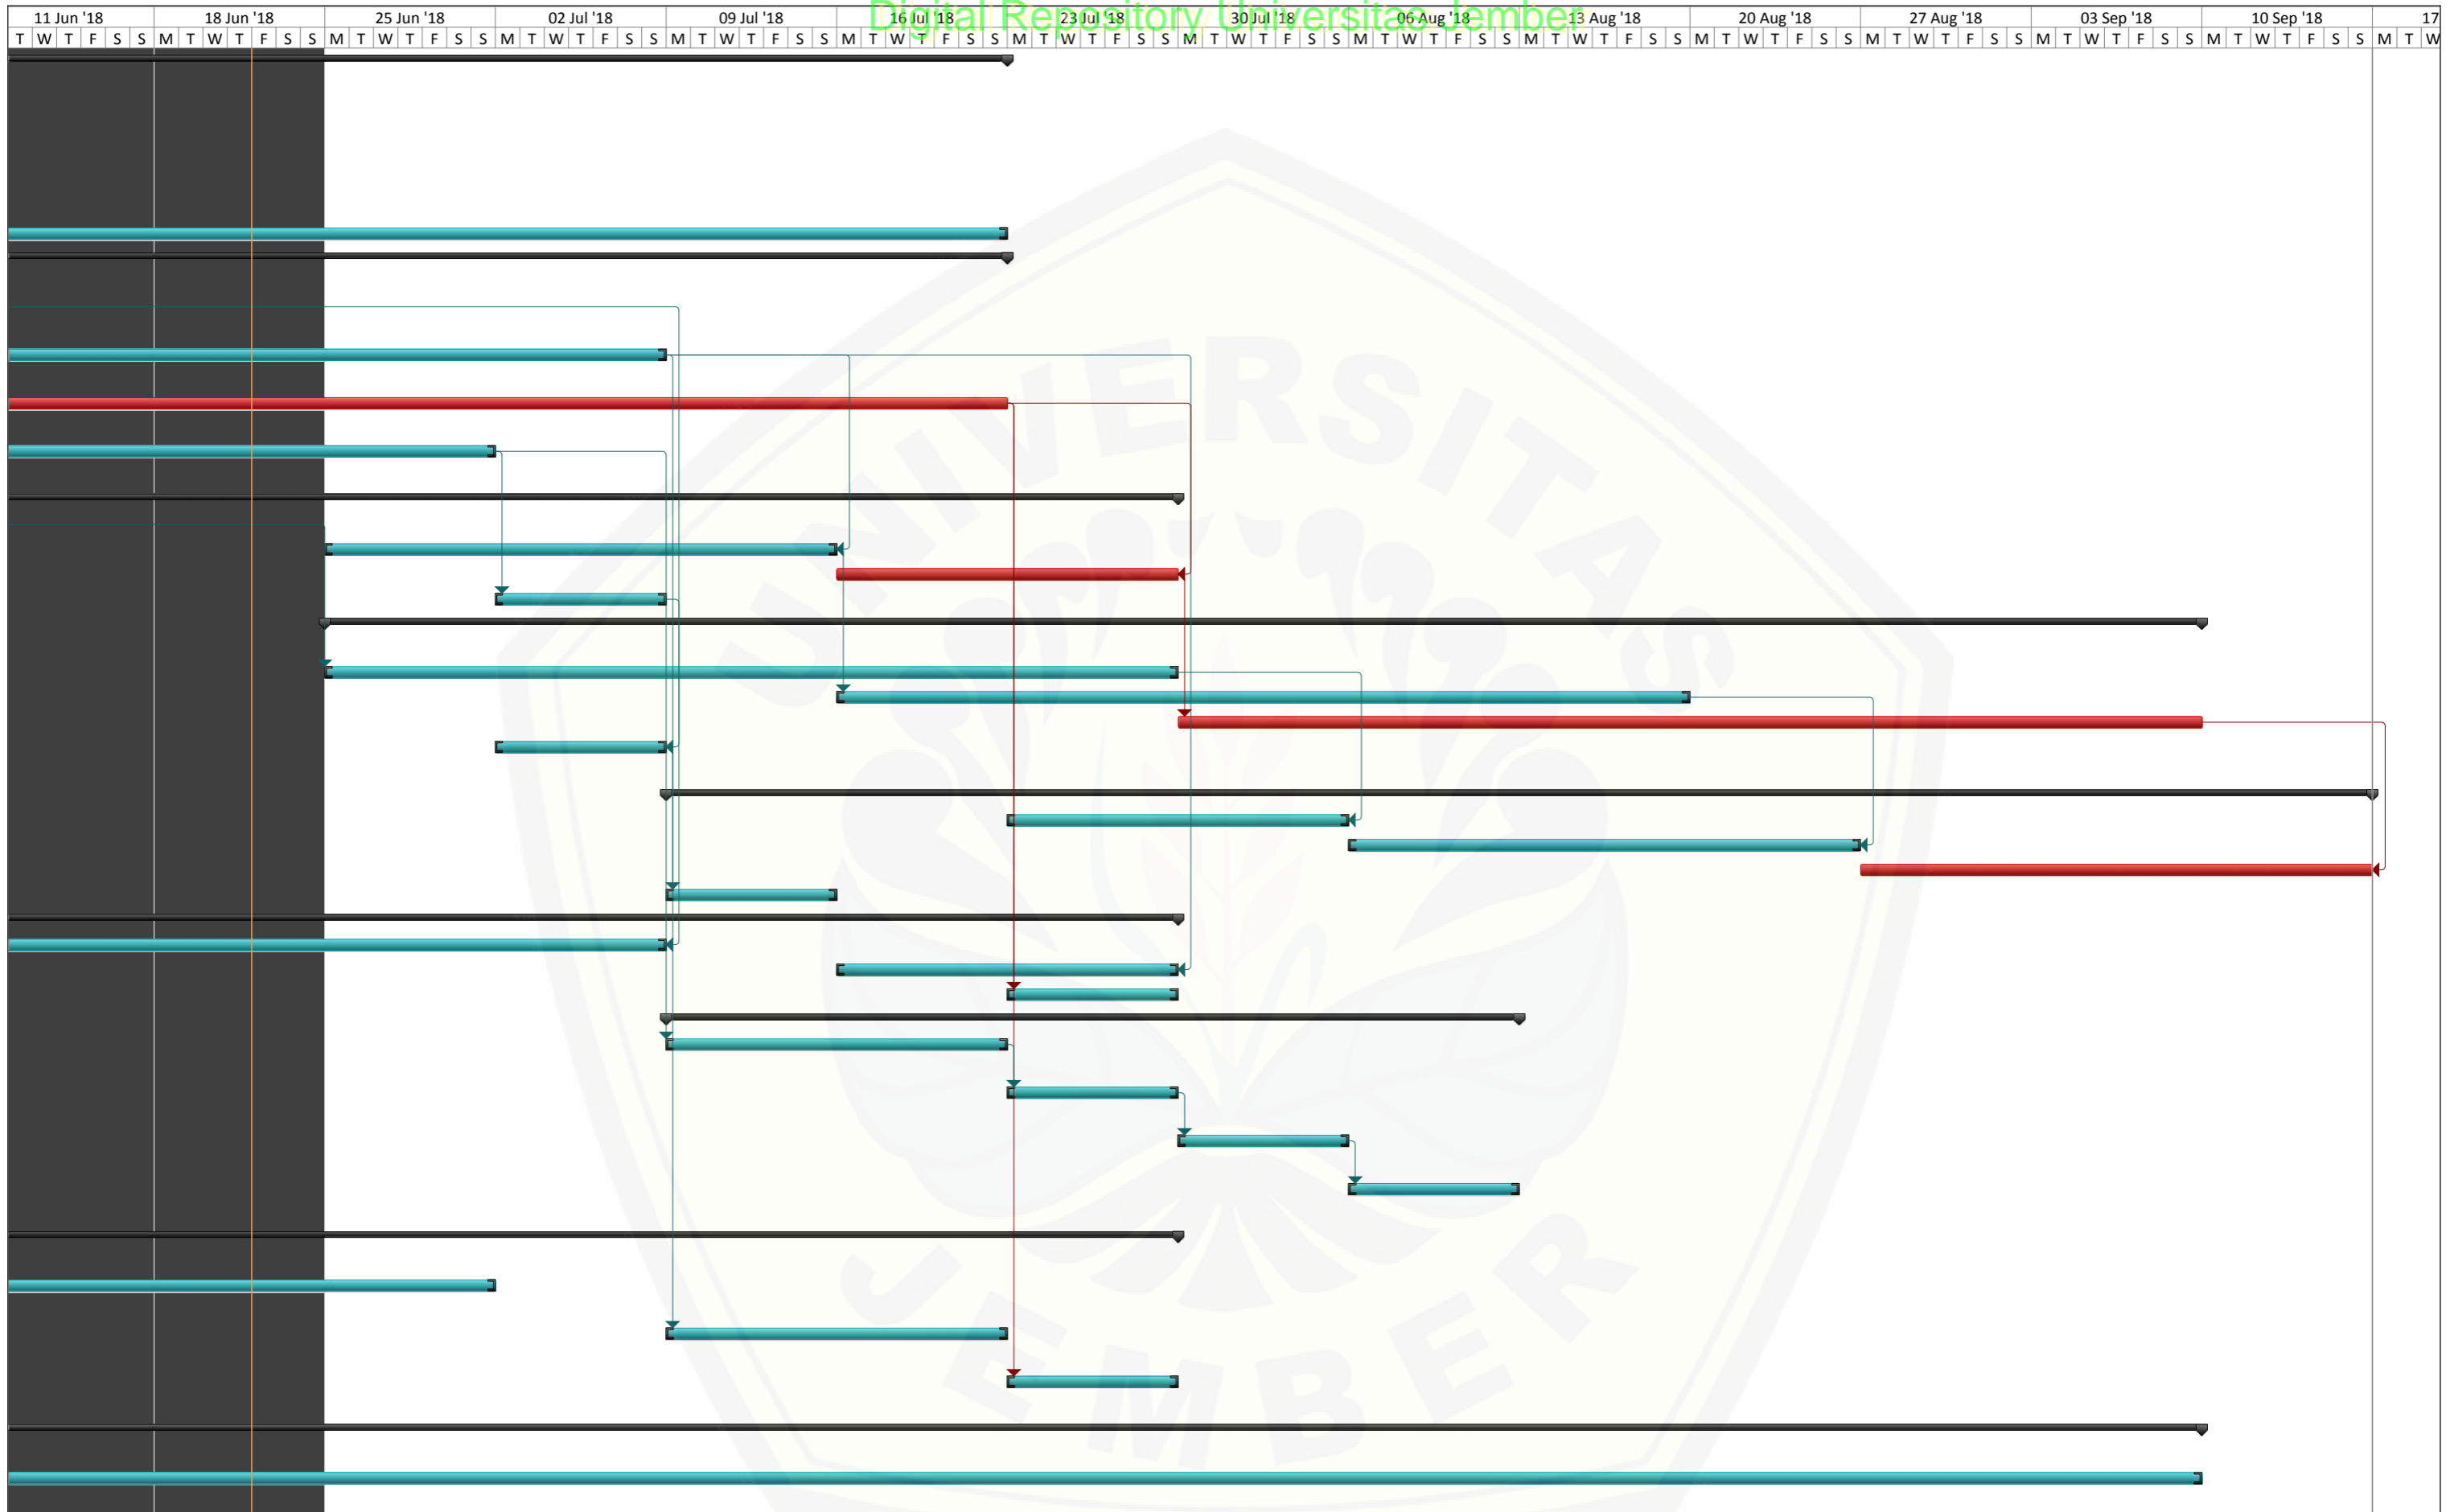 Digital Repository Universitas Jember
11 Jun '18 18 Jun '18 25 Jun '18 02 Jul '18 09 Jul '18 16 Jul '18 23 Jul '18 30 Jul '18 06 Aug '18 13 Aug '18 20 Aug '18 27 Aug '18 03 Sep '18 10 Sep '18 17
T W T F S S M T W T F S S M T W T F S S M T W T F S S M T W T F S S M T W T F S S M T W T F S S M T W T F S S M T W T F S S M T W T F S S M T W T F S S M T W T F S S M T W T F S S M T W T F S S M T W
UNIVERSITAS
JEMBER